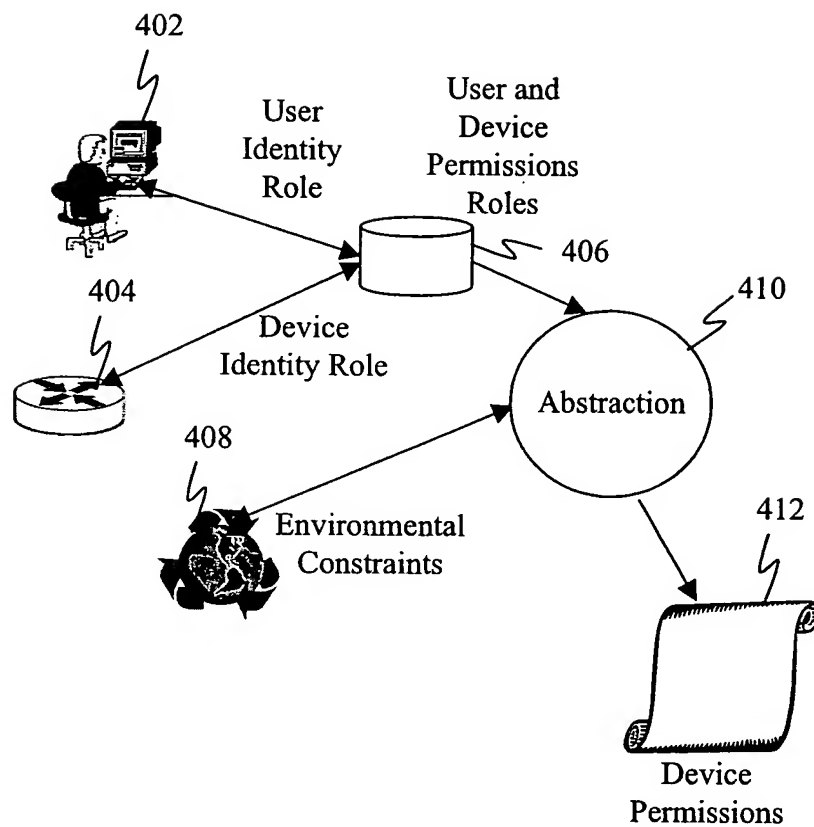 402
User
Identity
Role
User and
Device
Permissions
Roles
406
404
Device
Identity Role
410
Abstraction
408
Environmental
Constraints
412
Device
Permissions